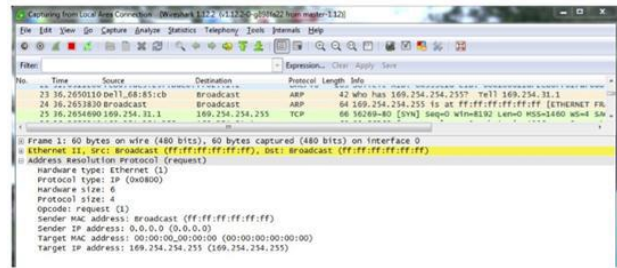 Capturing from Local Area Connection [Wireshark 1.12.2 (v1.12.2-0-g898fa22 from master-1.12)]
File Edit View Go Capture Analyze Statistics Telephony Tools Internals Help
Filter: Expression... Clear Apply Save
No. Time Source Destination Protocol Length Info
23 36.2650110 Dell_68:85:cb Broadcast ARP 42 who has 169.254.254.255? Tell 169.254.31.1
24 36.2653830 Broadcast Broadcast ARP 64 169.254.254.255 is at ff:ff:ff:ff:ff:ff [ETHERNET FR
25 36.2654690 169.254.31.1 169.254.254.255 TCP 66 56269-80 [SYN] Seq=0 Win=8192 Len=0 MSS=1460 WS=4 SA
Frame 1: 60 bytes on wire (480 bits), 60 bytes captured (480 bits) on interface 0
Ethernet II, Src: Broadcast (ff:ff:ff:ff:ff:ff), Dst: Broadcast (ff:ff:ff:ff:ff:ff)
Address Resolution Protocol (request)
Hardware type: Ethernet (1)
Protocol type: IP (0x0800)
Hardware size: 6
Protocol size: 4
Opcode: request (1)
Sender MAC address: Broadcast (ff:ff:ff:ff:ff:ff)
Sender IP address: 0.0.0.0 (0.0.0.0)
Target MAC address: 00:00:00_00:00:00 (00:00:00:00:00:00)
Target IP address: 169.254.254.255 (169.254.254.255)